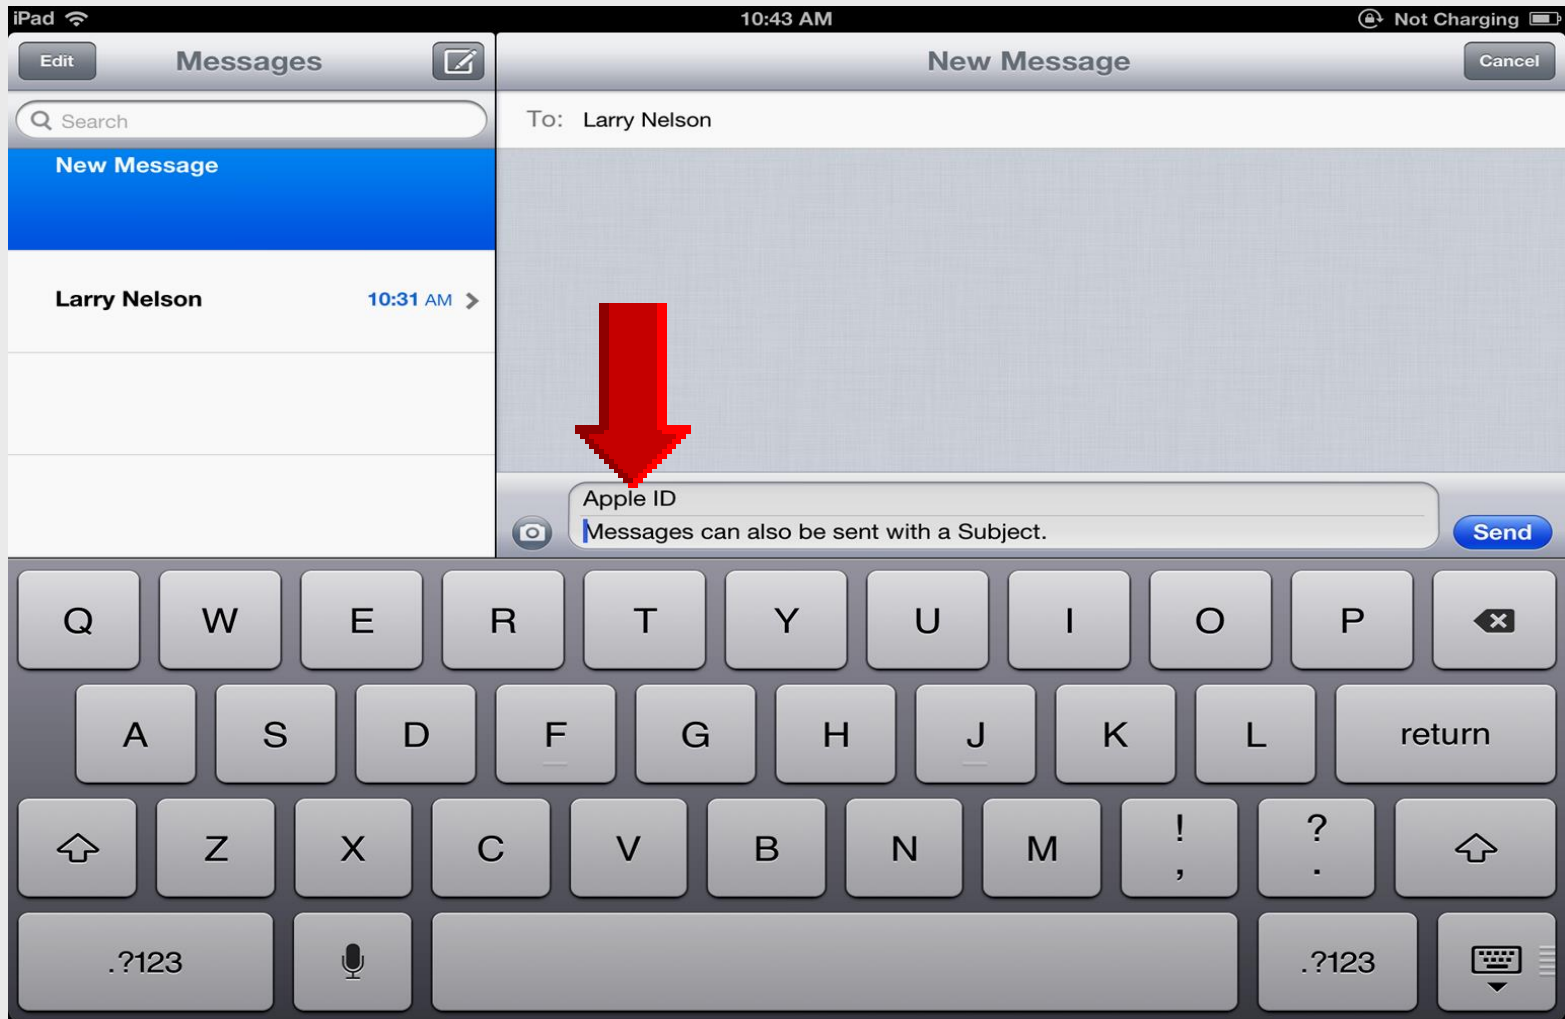 iPad 10:43 AM Not Charging
Edit Messages New Message Cancel
Search
To: Larry Nelson
New Message
Larry Nelson 10:31 AM
Apple ID
Messages can also be sent with a Subject.
Send
Q W E R T Y U I O P
A S D F G H J K L return
Z X C V B N M ! , ? .
.?123 .?123